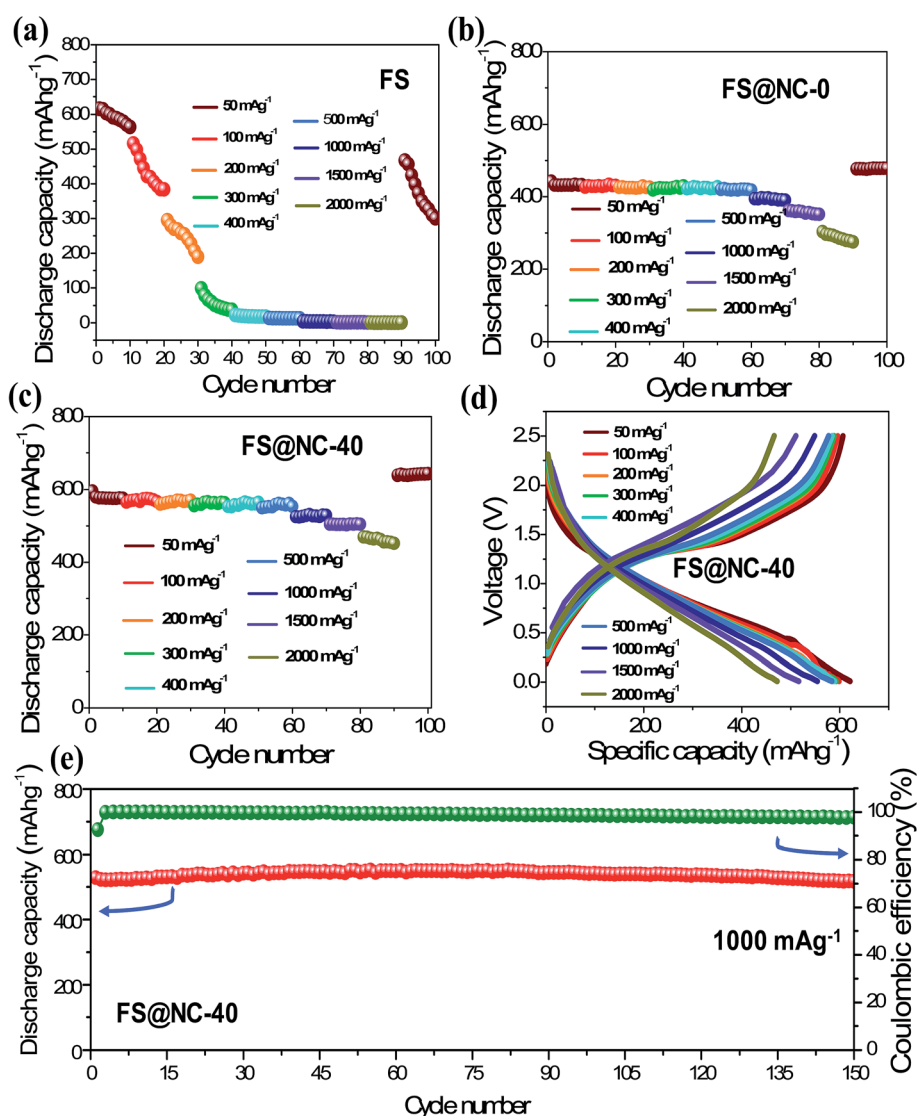 (a)
FS
50 mAg⁻¹
100 mAg⁻¹
200 mAg⁻¹
300 mAg⁻¹
400 mAg⁻¹
500 mAg⁻¹
1000 mAg⁻¹
1500 mAg⁻¹
2000 mAg⁻¹
Discharge capacity (mAhg⁻¹)
800
700
600
500
400
300
200
100
0
0 10 20 30 40 50 60 70 80 90 100
Cycle number
(b)
FS@NC-0
50 mAg⁻¹
100 mAg⁻¹
200 mAg⁻¹
300 mAg⁻¹
400 mAg⁻¹
500 mAg⁻¹
1000 mAg⁻¹
1500 mAg⁻¹
2000 mAg⁻¹
Discharge capacity (mAhg⁻¹)
800
600
400
200
0
0 20 40 60 80 100
Cycle number
(c)
FS@NC-40
50 mAg⁻¹
100 mAg⁻¹
200 mAg⁻¹
300 mAg⁻¹
400 mAg⁻¹
500 mAg⁻¹
1000 mAg⁻¹
1500 mAg⁻¹
2000 mAg⁻¹
Discharge capacity (mAhg⁻¹)
800
600
400
200
0
0 20 40 60 80 100
Cycle number
(d)
50 mAg⁻¹
100 mAg⁻¹
200 mAg⁻¹
300 mAg⁻¹
400 mAg⁻¹
FS@NC-40
500 mAg⁻¹
1000 mAg⁻¹
1500 mAg⁻¹
2000 mAg⁻¹
Voltage (V)
2.5
2.0
1.5
1.0
0.5
0.0
0 200 400 600
Specific capacity (mAhg⁻¹)
(e)
Discharge capacity (mAhg⁻¹)
800
700
600
500
400
300
200
100
0
1000 mAg⁻¹
FS@NC-40
0 15 30 45 60 75 90 105 120 135 150
Cycle number
100
80
60
40
20
0
Coulombic efficiency (%)